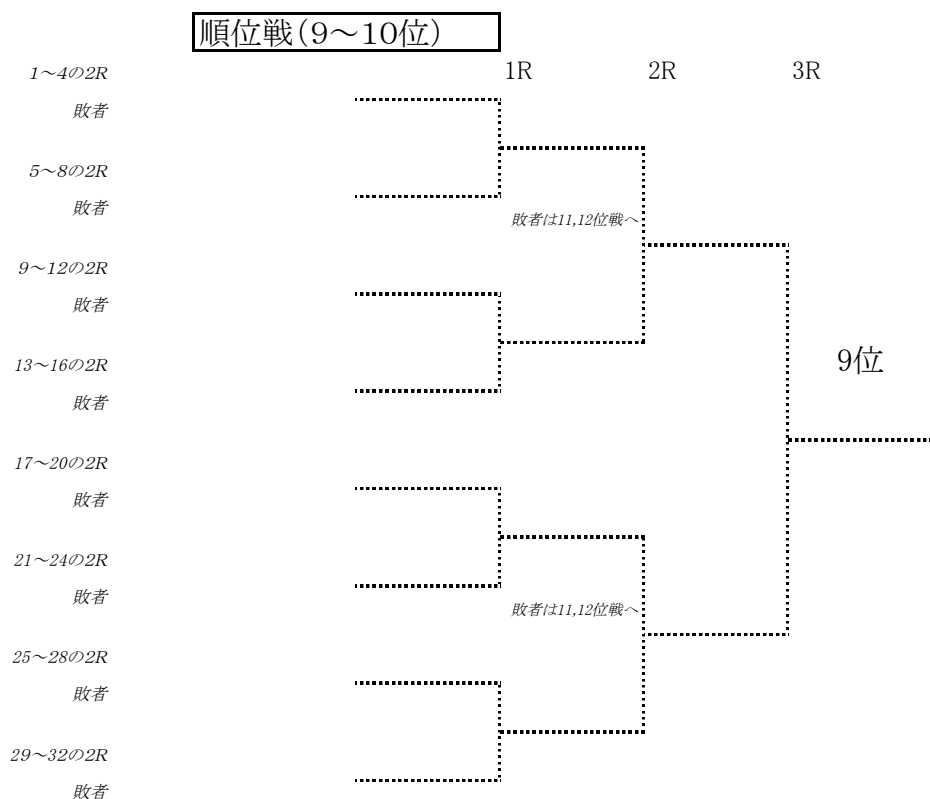 順位戦(9～10位)
1R 2R 3R
1～4の2R
敗者
5～8の2R
敗者
敗者は11,12位戦へ
9～12の2R
敗者
13～16の2R
敗者
9位
17～20の2R
敗者
21～24の2R
敗者
敗者は11,12位戦へ
25～28の2R
敗者
29～32の2R
敗者